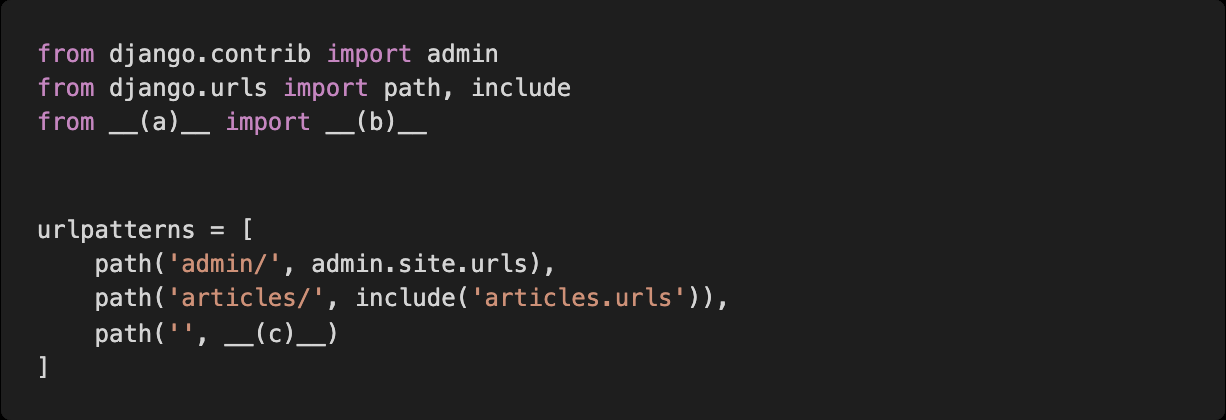 from django.contrib import admin
from django.urls import path, include
from __(a)__ import __(b)__
urlpatterns = [
    path('admin/', admin.site.urls),
    path('articles/', include('articles.urls')),
    path('', __(c)__)
]